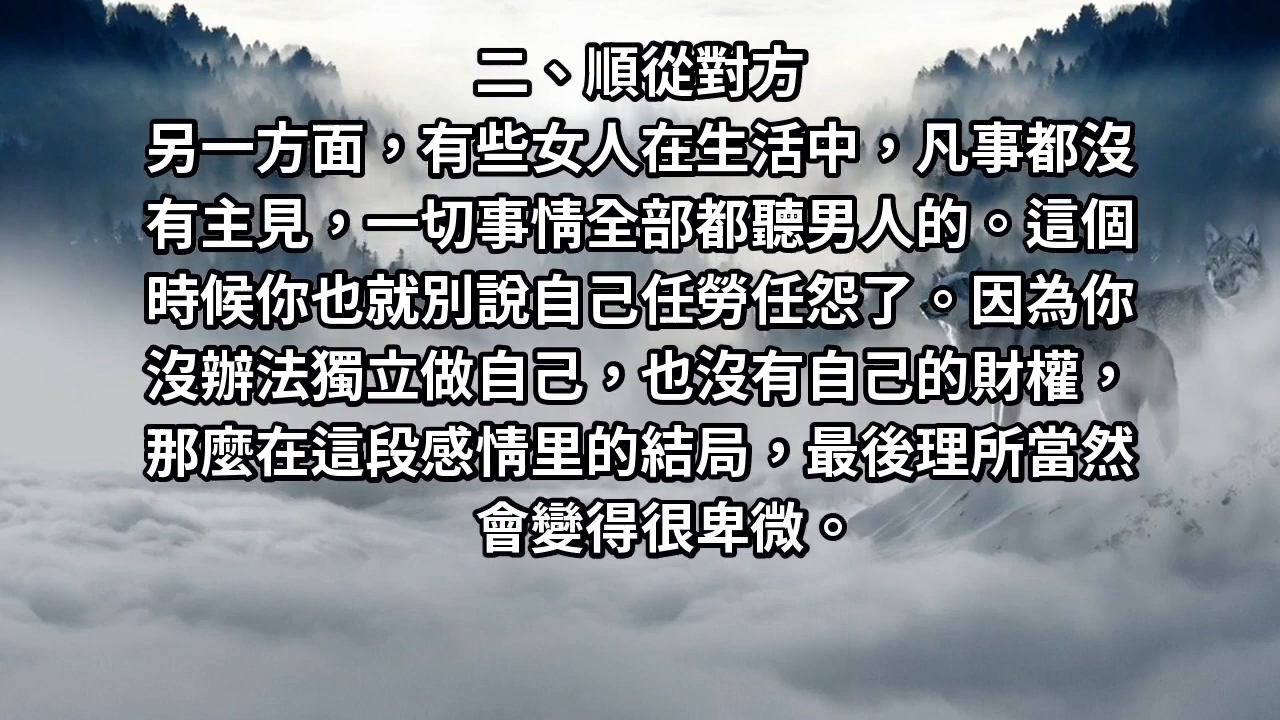 二、順從對方
另一方面，有些女人在生活中，凡事都沒
有主見，一切事情全部都聽男人的。這個
時候你也就別說自己任勞任怨了。因為你
沒辦法獨立做自己，也沒有自己的財權，
那麼在這段感情里的結局，最後理所當然
會變得很卑微。